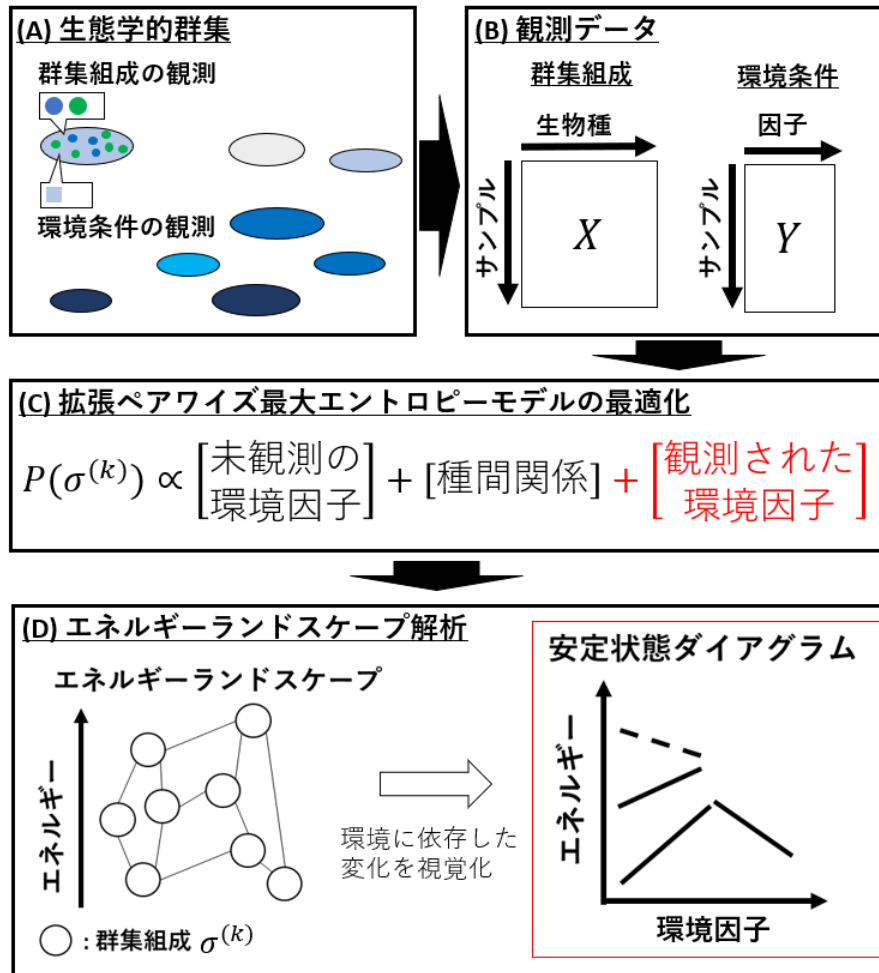 (A) 生態学的群集
群集組成の観測
環境条件の観測
(B) 観測データ
群集組成
環境条件
生物種
因子
サンプル
X
サンプル
Y
(C) 拡張ペアワイズ最大エントロピーモデルの最適化
P(σ^(k)) ∝ [未観測の環境因子] + [種間関係] + [観測された環境因子]
(D) エネルギーランドスケープ解析
エネルギーランドスケープ
エネルギー
: 群集組成 σ^(k)
環境に依存した
変化を視覚化
安定状態ダイアグラム
エネルギー
環境因子